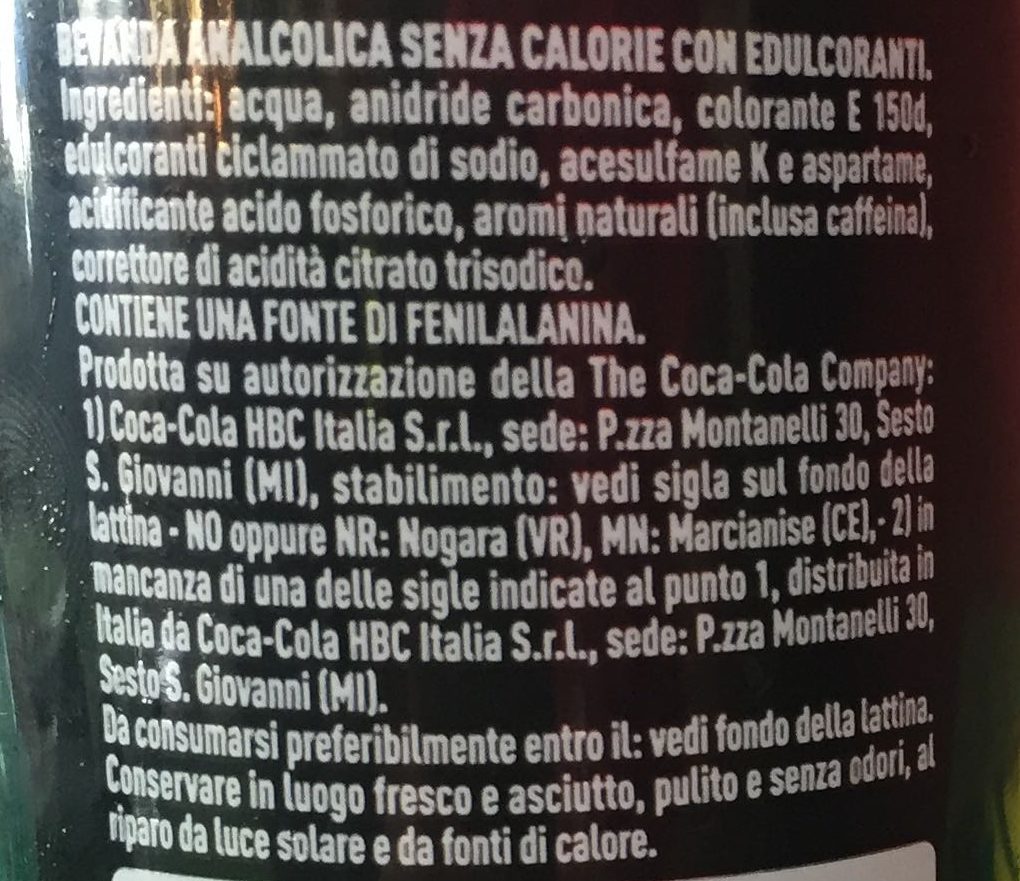 BEVANDA ANALCOLICA SENZA CALORIE CON EDULCORANTI.
Ingredienti: acqua, anidride carbonica, colorante E 150d,
edulcoranti ciclammato di sodio, acesulfame K e aspartame,
acidificante acido fosforico, aromi naturali (inclusa caffeina),
correttore di acidità citrato trisodico.
CONTIENE UNA FONTE DI FENILALANINA.
Prodotta su autorizzazione della The Coca-Cola Company:
1) Coca-Cola HBC Italia S.r.l., sede: P.zza Montanelli 30, Sesto
S. Giovanni (MI), stabilimento: vedi sigla sul fondo della
lattina - NO oppure NR: Nogara (VR), MN: Marcianise (CE),- 2) in
mancanza di una delle sigle indicate al punto 1, distribuita in
Italia da Coca-Cola HBC Italia S.r.l., sede: P.zza Montanelli 30,
Sesto S. Giovanni (MI).
Da consumarsi preferibilmente entro il: vedi fondo della lattina.
Conservare in luogo fresco e asciutto, pulito e senza odori, al
riparo da luce solare e da fonti di calore.